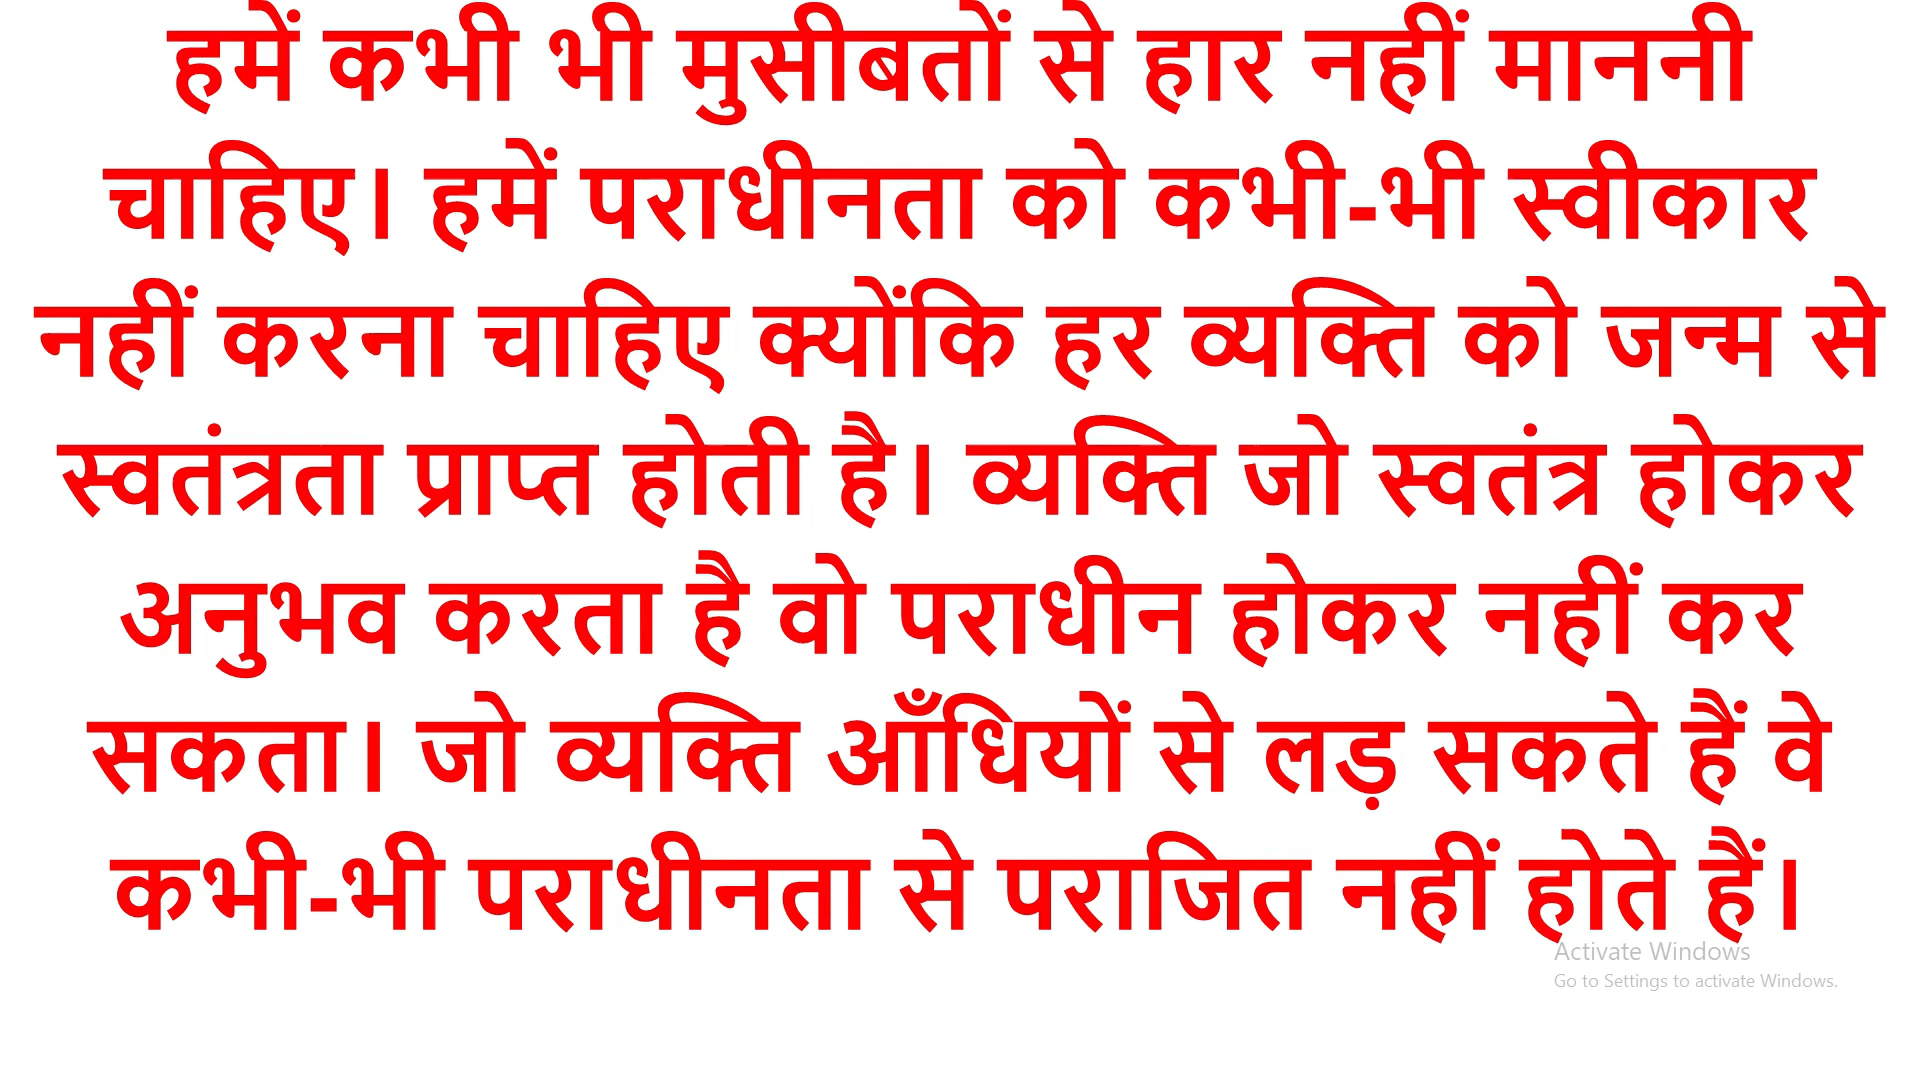 हमें कभी भी मुसीबतों से हार नहीं माननी
चाहिए। हमें पराधीनता को कभी-भी स्वीकार
नहीं करना चाहिए क्योंकि हर व्यक्ति को जन्म से
स्वतंत्रता प्राप्त होती है। व्यक्ति जो स्वतंत्र होकर
अनुभव करता है वो पराधीन होकर नहीं कर
सकता। जो व्यक्ति आँधियों से लड़ सकते हैं वे
कभी-भी पराधीनता से पराजित नहीं होते हैं।
Activate Windows
Go to Settings to activate Windows.